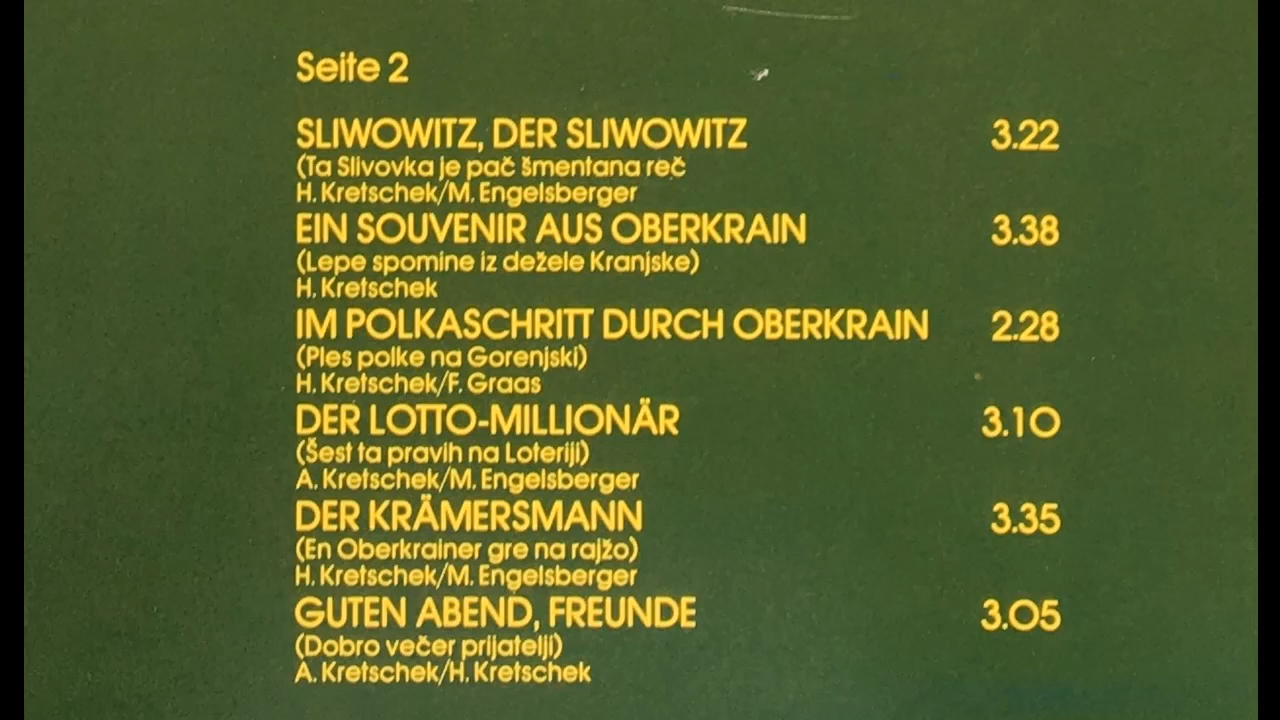 Seite 2
SLIWOWITZ, DER SLIWOWITZ 3.22
(Ta Slivovka je pač šmentana reč
H. Kretschek/M. Engelsberger
EIN SOUVENIR AUS OBERKRAIN 3.38
(Lepe spomine iz dežele Kranjske)
H. Kretschek
IM POLKASCHRITT DURCH OBERKRAIN 2.28
(Ples polke na Gorenjski)
H. Kretschek/F. Graas
DER LOTTO-MILLIONÄR 3.10
(Šest ta pravih na Loteriji)
A. Kretschek/M. Engelsberger
DER KRÄMERSMANN 3.35
(En Oberkrainer gre na rajžo)
H. Kretschek/M. Engelsberger
GUTEN ABEND, FREUNDE 3.05
(Dobro večer prijatelji)
A. Kretschek/H. Kretschek